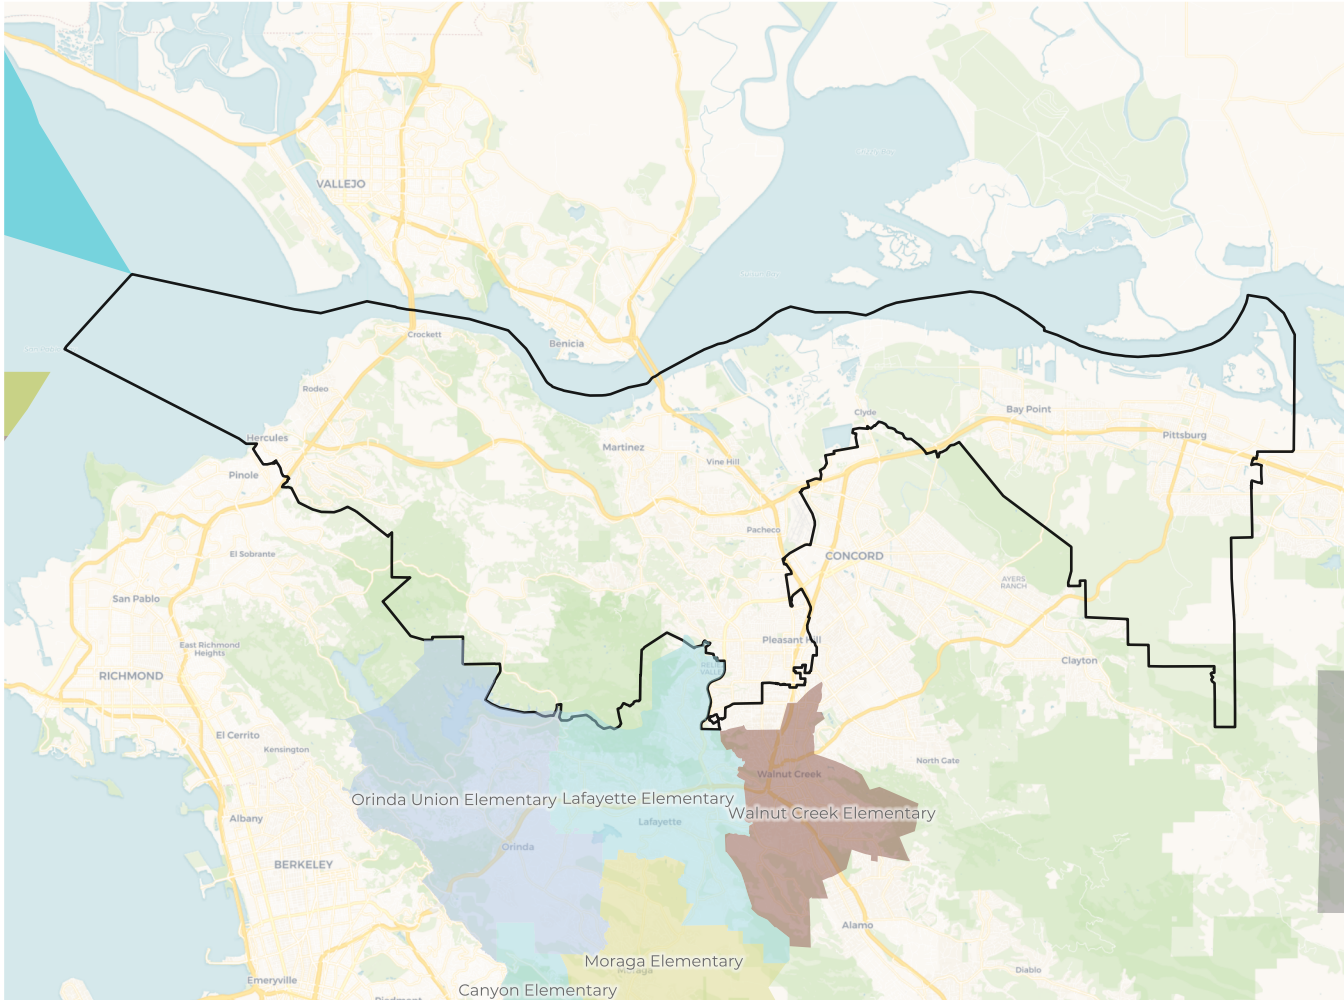 VALLEJO
Crockett
Benicia
Rodeo
Clyde
Bay Point
Hercules
Pittsburg
Martinez
Vine Hill
Pinole
Pacheco
El Sobrante
CONCORD
AYERS
RANCH
San Pablo
East Richmond
Heights
Pleasant Hill
Clayton
RICHMOND
El Cerrito
Kensington
North Gate
Walnut Creek
Orinda Union Elementary
Lafayette Elementary
Walnut Creek Elementary
Albany
Lafayette
Orinda
BERKELEY
Alamo
Moraga Elementary
Moraga
Diablo
Emeryville
Canyon Elementary
Piedmont